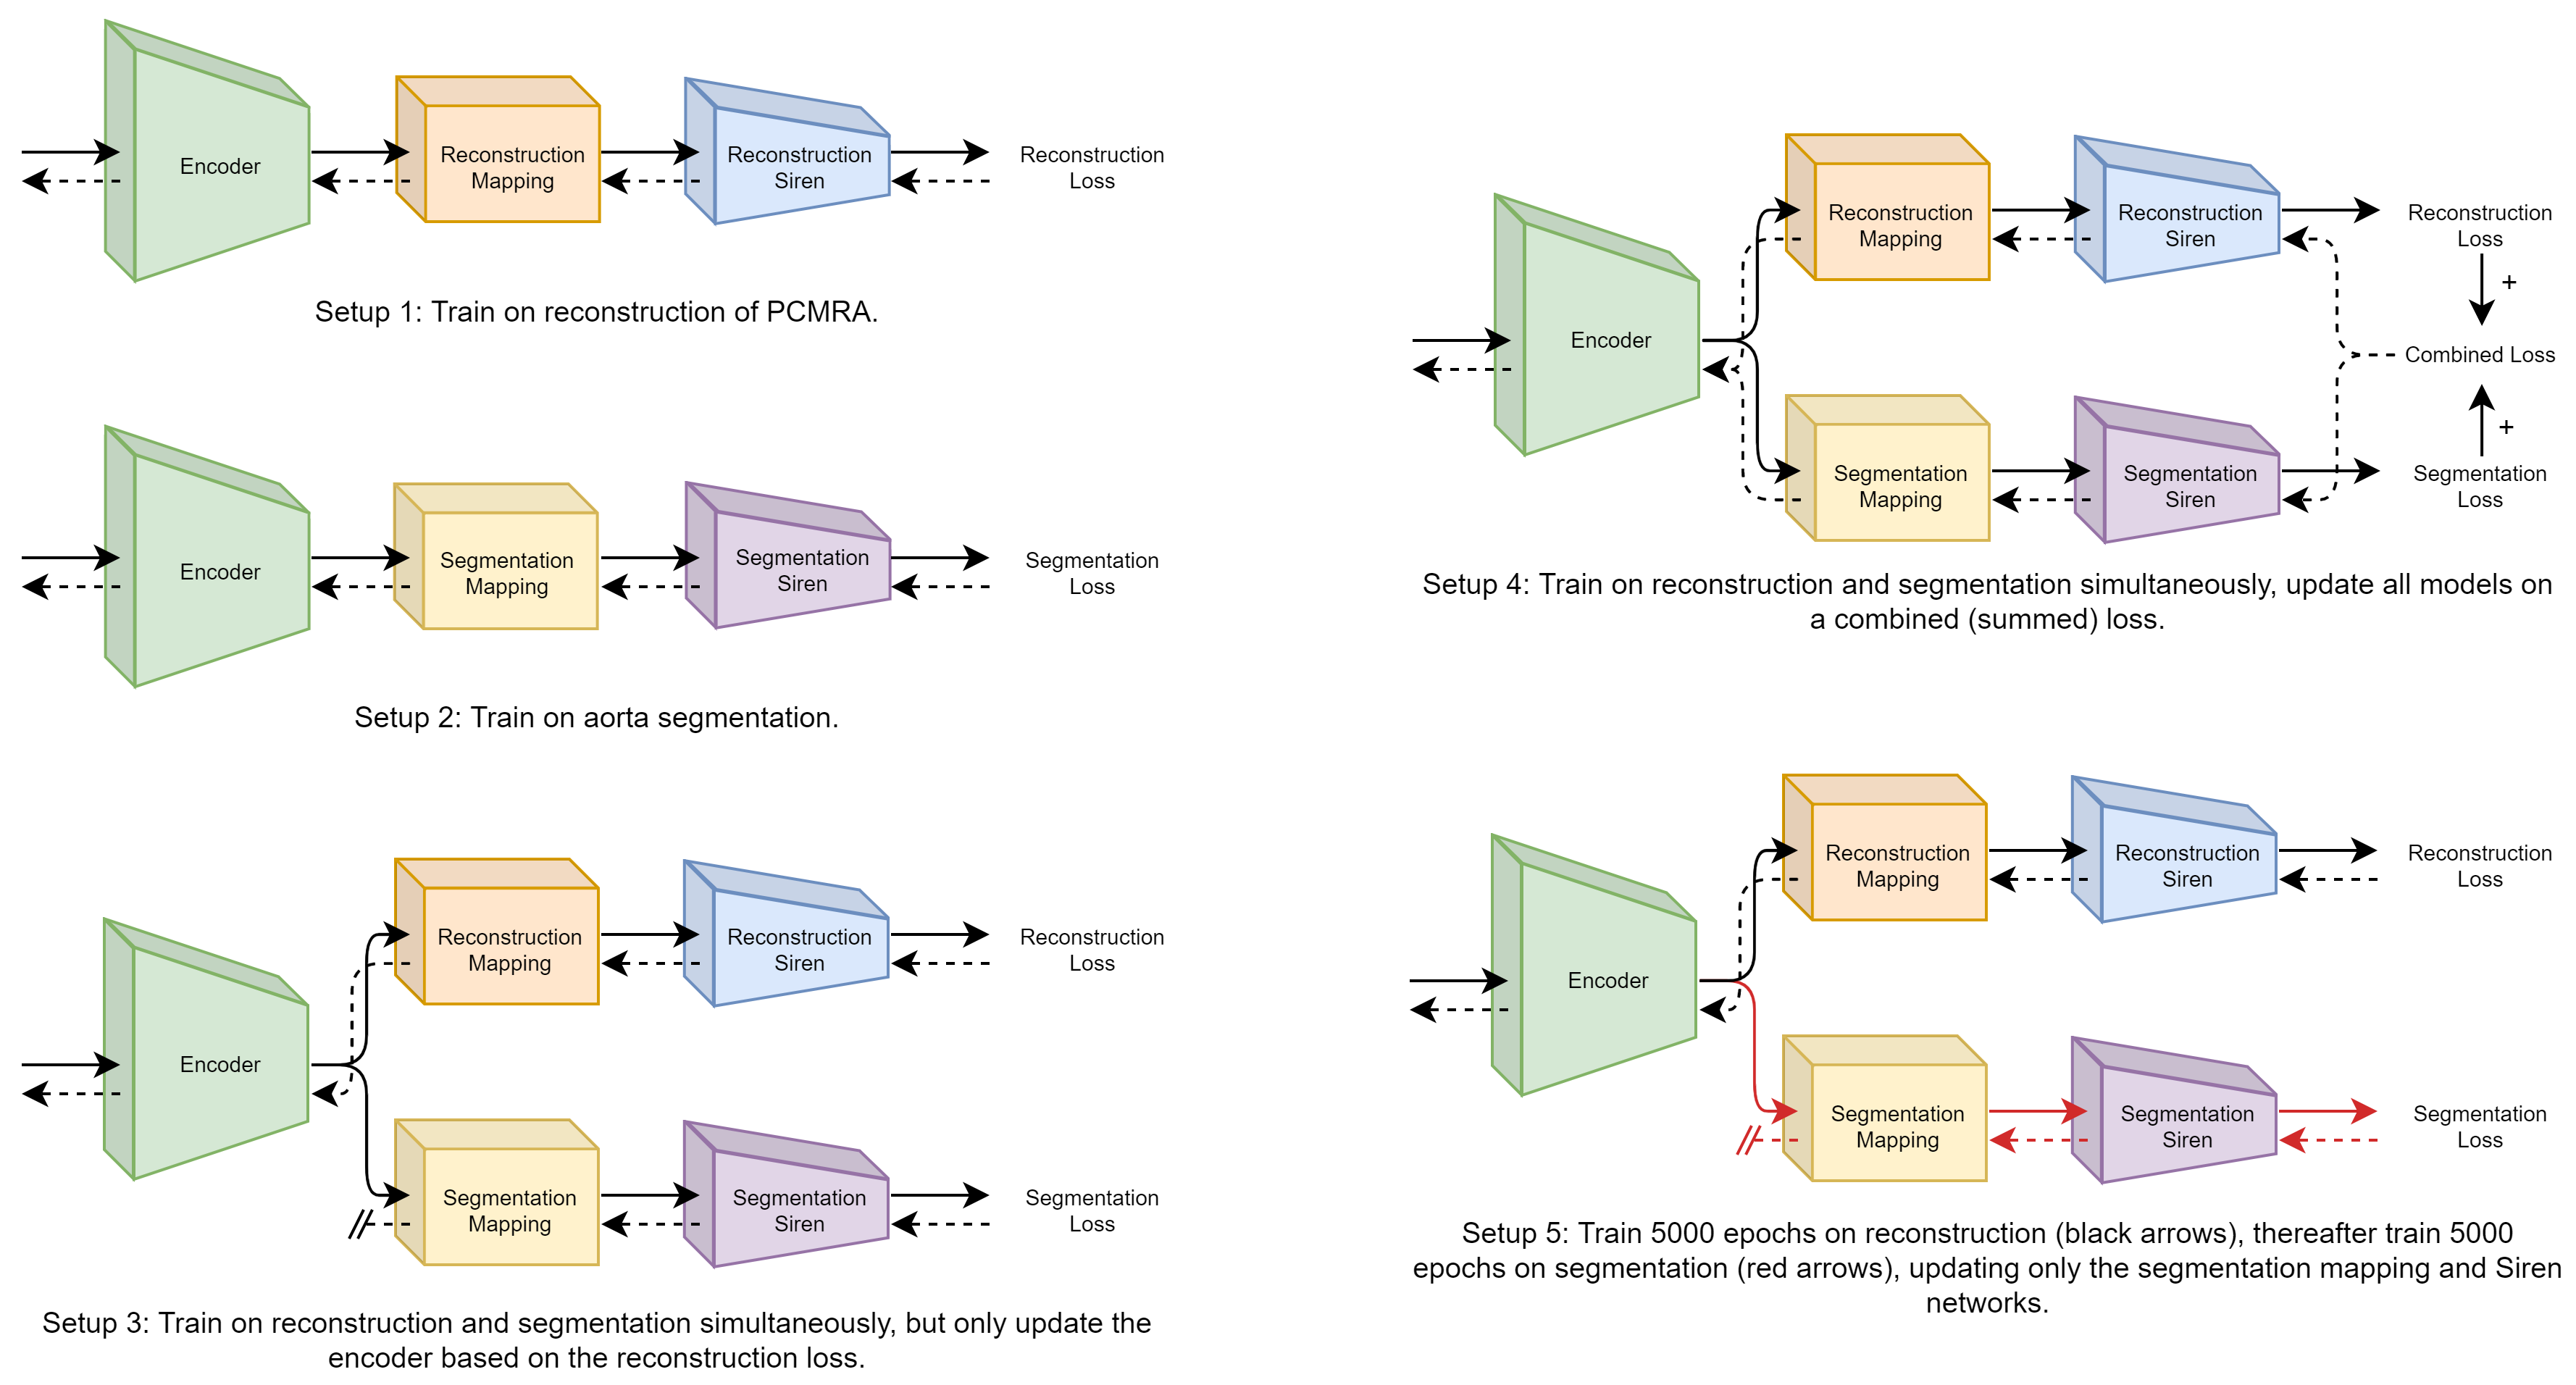 Encoder
Reconstruction
Mapping
Reconstruction
Siren
Reconstruction
Loss
Setup 1: Train on reconstruction of PCMRA.
Encoder
Segmentation
Mapping
Segmentation
Siren
Segmentation
Loss
Setup 2: Train on aorta segmentation.
Encoder
Reconstruction
Mapping
Reconstruction
Siren
Reconstruction
Loss
Segmentation
Mapping
Segmentation
Siren
Segmentation
Loss
Setup 3: Train on reconstruction and segmentation simultaneously, but only update the
encoder based on the reconstruction loss.
Encoder
Reconstruction
Mapping
Reconstruction
Siren
Reconstruction
Loss
+
Combined Loss
+
Segmentation
Mapping
Segmentation
Siren
Segmentation
Loss
Setup 4: Train on reconstruction and segmentation simultaneously, update all models on
a combined (summed) loss.
Encoder
Reconstruction
Mapping
Reconstruction
Siren
Reconstruction
Loss
Segmentation
Mapping
Segmentation
Siren
Segmentation
Loss
Setup 5: Train 5000 epochs on reconstruction (black arrows), thereafter train 5000
epochs on segmentation (red arrows), updating only the segmentation mapping and Siren
networks.